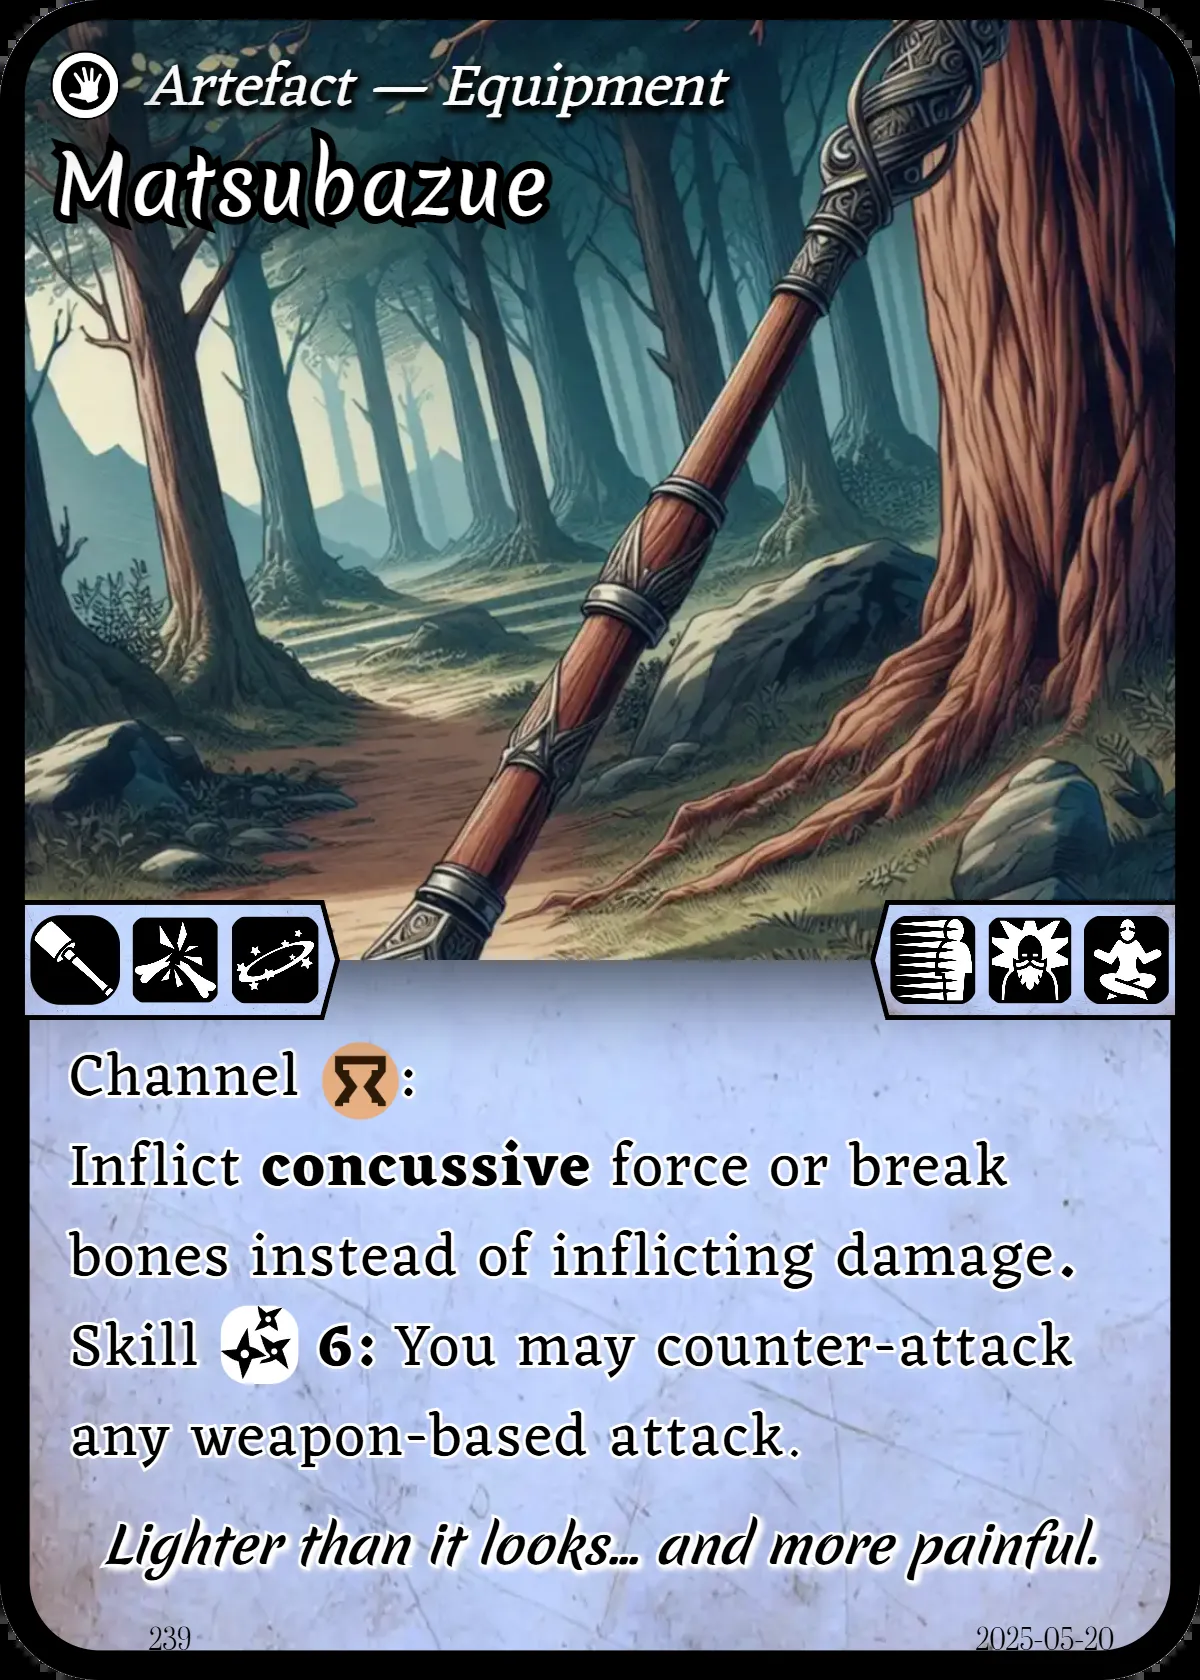 Artefact — Equipment
Matsubazue
Channel :
Inflict concussive force or break
bones instead of inflicting damage.
Skill 6: You may counter-attack
any weapon-based attack.
Lighter than it looks... and more painful.
239
2025-05-20